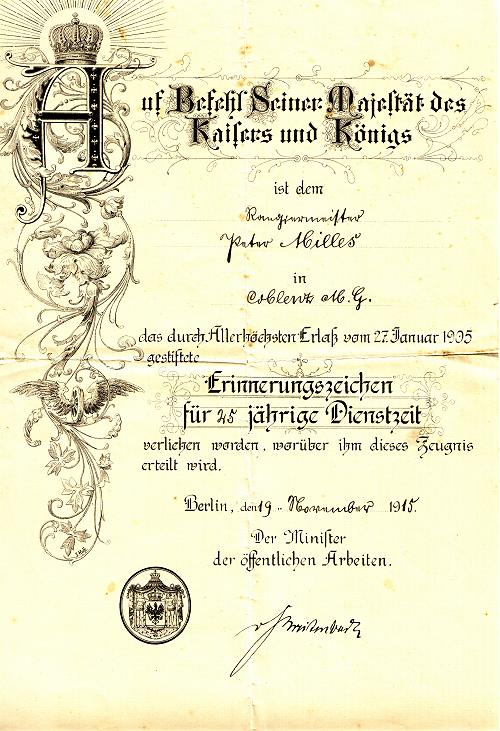 Auf Befehl Seiner Majestät des
Kaisers und Königs
ist dem
Rangiermeister
Peter Milles
in
Coblenz M.G.
das durch Allerhöchsten Erlaß vom 27. Januar 1905
gestiftete
Erinnerungszeichen
für 25 jährige Dienstzeit
verliehen worden, worüber ihm dieses Zeugnis
erteilt wird.
Berlin, den 19. November 1915.
Der Minister
der öffentlichen Arbeiten.
v Breitenbach